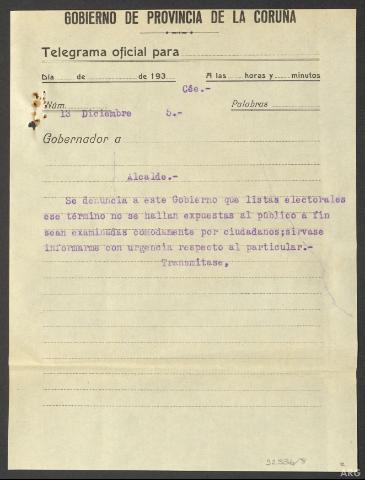 GOBIERNO DE PROVINCIA DE LA CORUÑA
Telegrama oficial para
Día de de 193 A las horas y minutos
Cée.-
Núm. Palabras
13 Diciembre 5.-
Gobernador a
Alcalde.-
Se denuncia a este Gobierno que listas electorales
ese término no se hallan expuestas al público a fin
sean examinadas cómodamente por ciudadanos;sírvase
informarme con urgencia respecto al particular.-
Transmítase,
ARG